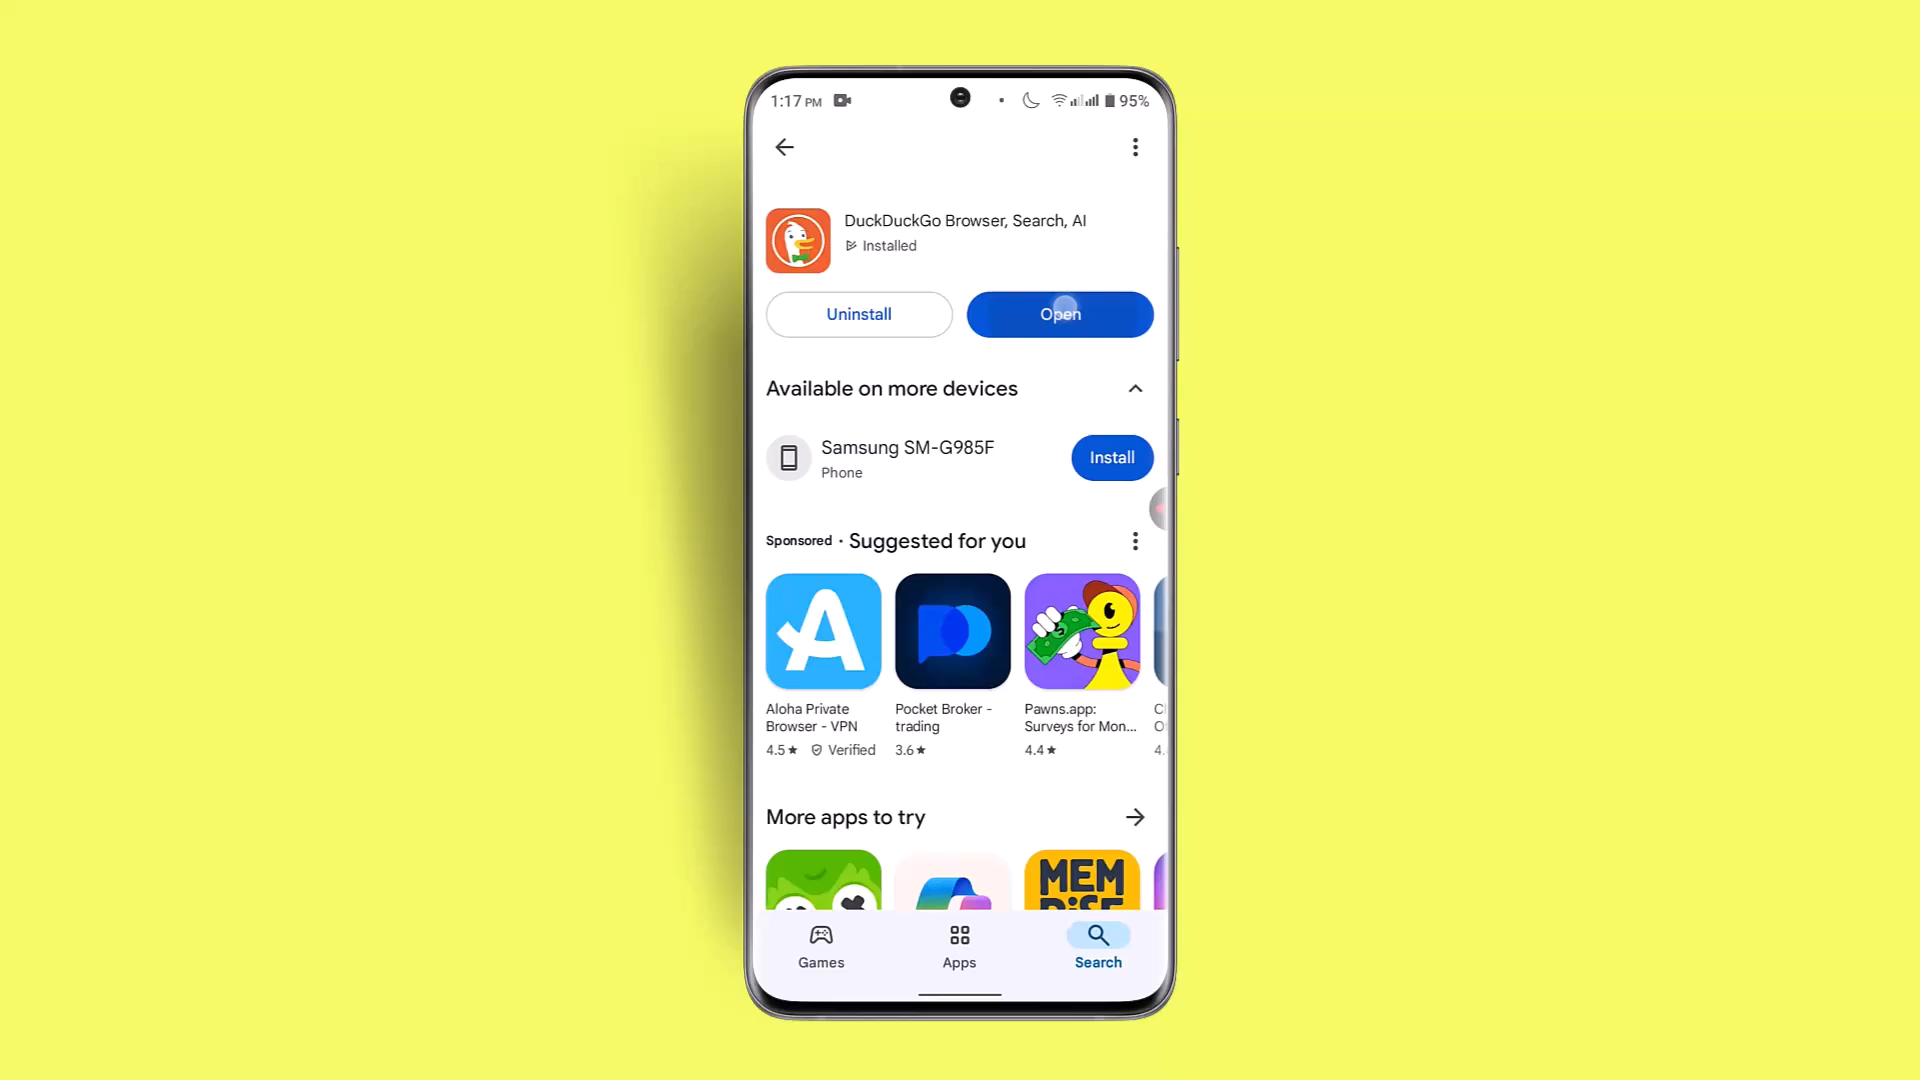 1:17 PM
95%
DuckDuckGo Browser, Search, AI
Installed
Uninstall
Open
Available on more devices
Samsung SM-G985F
Phone
Install
Sponsored · Suggested for you
Aloha Private
Browser - VPN
4.5★ Verified
Pocket Broker -
trading
3.6★
Pawns.app:
Surveys for Mon...
4.4★
More apps to try
MEM
Games
Apps
Search